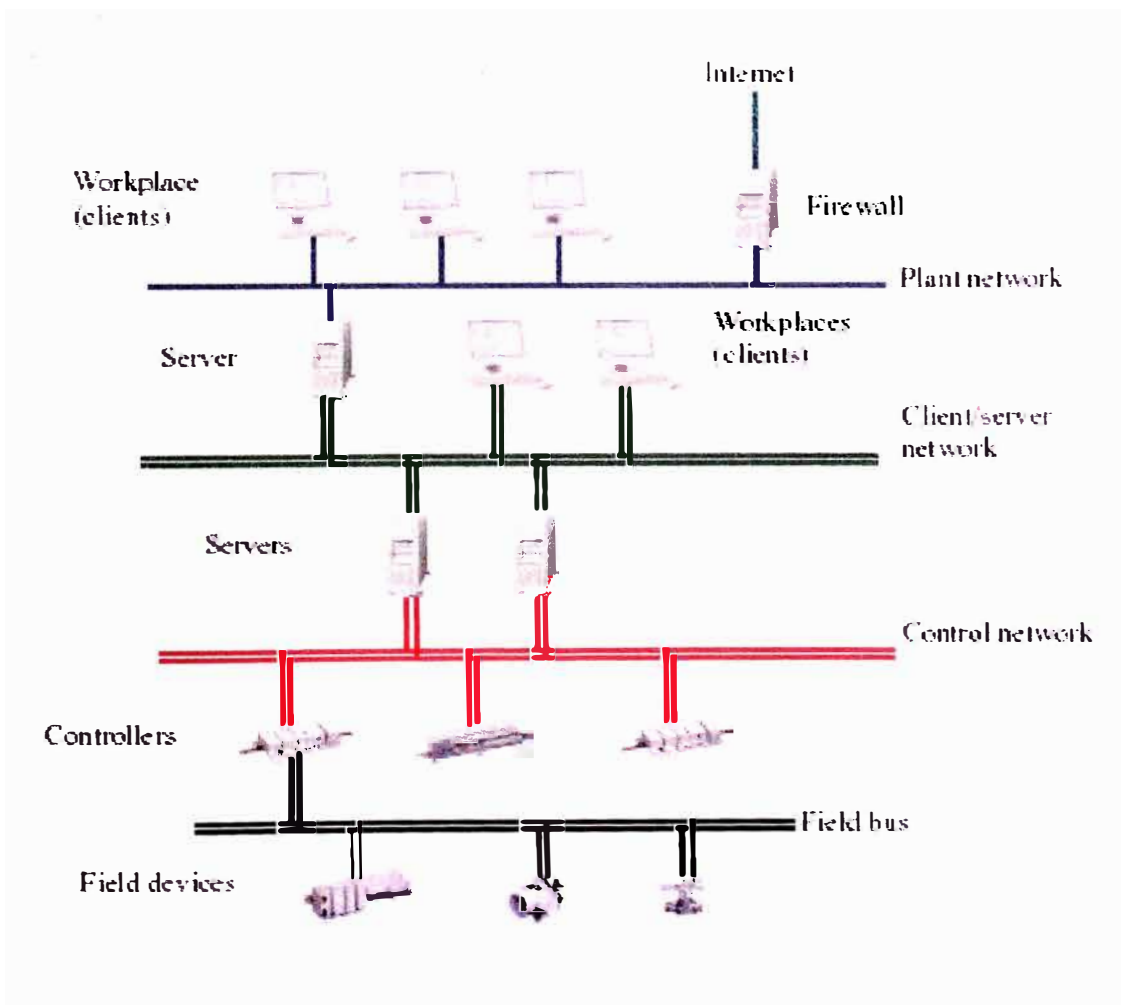 Internet
Workplace
(clients)
Firewall
Plant network
Workplaces
(clients)
Server
Client/server
network
Servers
Control network
Controllers
Field bus
Field devices